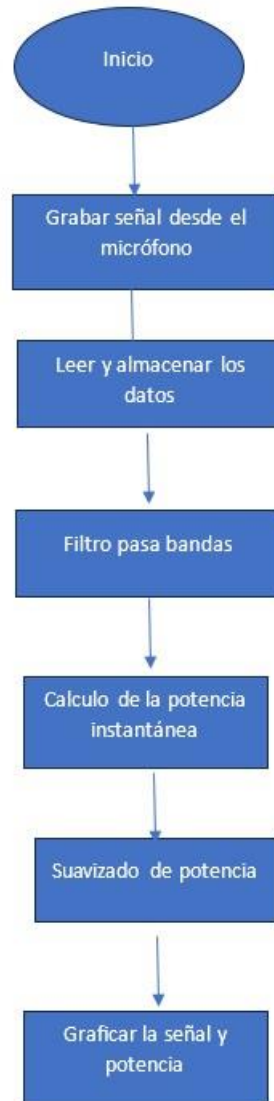 Inicio
Grabar señal desde el
micrófono
Leer y almacenar los
datos
Filtro pasa bandas
Calculo de la potencia
instantánea
Suavizado de potencia
Graficar la señal y
potencia